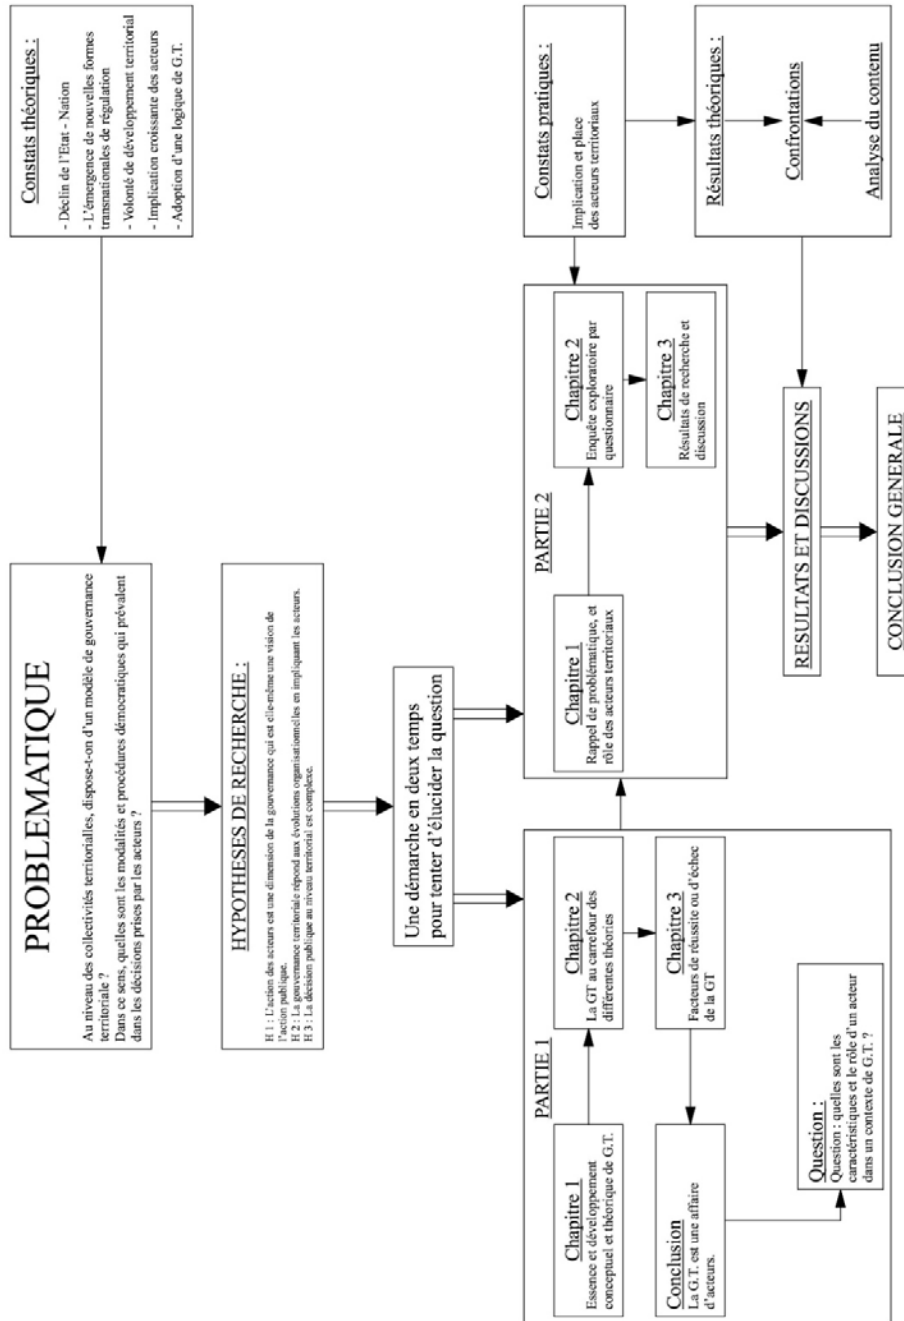 PROBLEMATIQUE
Au niveau des collectivités territorialles, dispose-t-on d'un modèle de gouvernance
territoriale ?
Dans ce sens, quelles sont les modalités et procédures démocratiques qui prévalent
dans les décisions prises par les acteurs ?
Constats théoriques :
- Déclin de l'Etat - Nation
- L'émergence de nouvelles formes
transnationales de régulation
- Volonté de développement territorial
- Implication croissante des acteurs
- Adoption d'une logique de G.T.
HYPOTHESES DE RECHERCHE :
H 1 : L'action des acteurs est une dimension de la gouvernance qui est elle-même une vision de
l'action publique.
H 2 : La gouvernance territoriale répond aux évolutions organisationnelles en impliquant les acteurs.
H 3 : La décision publique au niveau territorial est complexe.
Une démarche en deux temps
pour tenter d'élucider la question
PARTIE 1
Chapitre 1
Essence et développement
conceptuel et théorique de G.T.
Chapitre 2
La GT au carrefour des
différentes théories
Chapitre 3
Facteurs de réussite ou d'échec
de la GT
Conclusion
La G.T. est une affaire
d'acteurs.
Question :
Question : quelles sont les
caractéristiques et le rôle d'un acteur
dans un contexte de G.T. ?
PARTIE 2
Chapitre 1
Rappel de problématique, et
rôle des acteurs territoriaux
Chapitre 2
Enquête exploratoire par
questionnaire
Chapitre 3
Résultats de recherche et
discussion
Constats pratiques :
Implication et place
des acteurs territoriaux
Résultats théoriques :
Confrontations
Analyse du contenu
RESULTATS ET DISCUSSIONS
CONCLUSION GENERALE